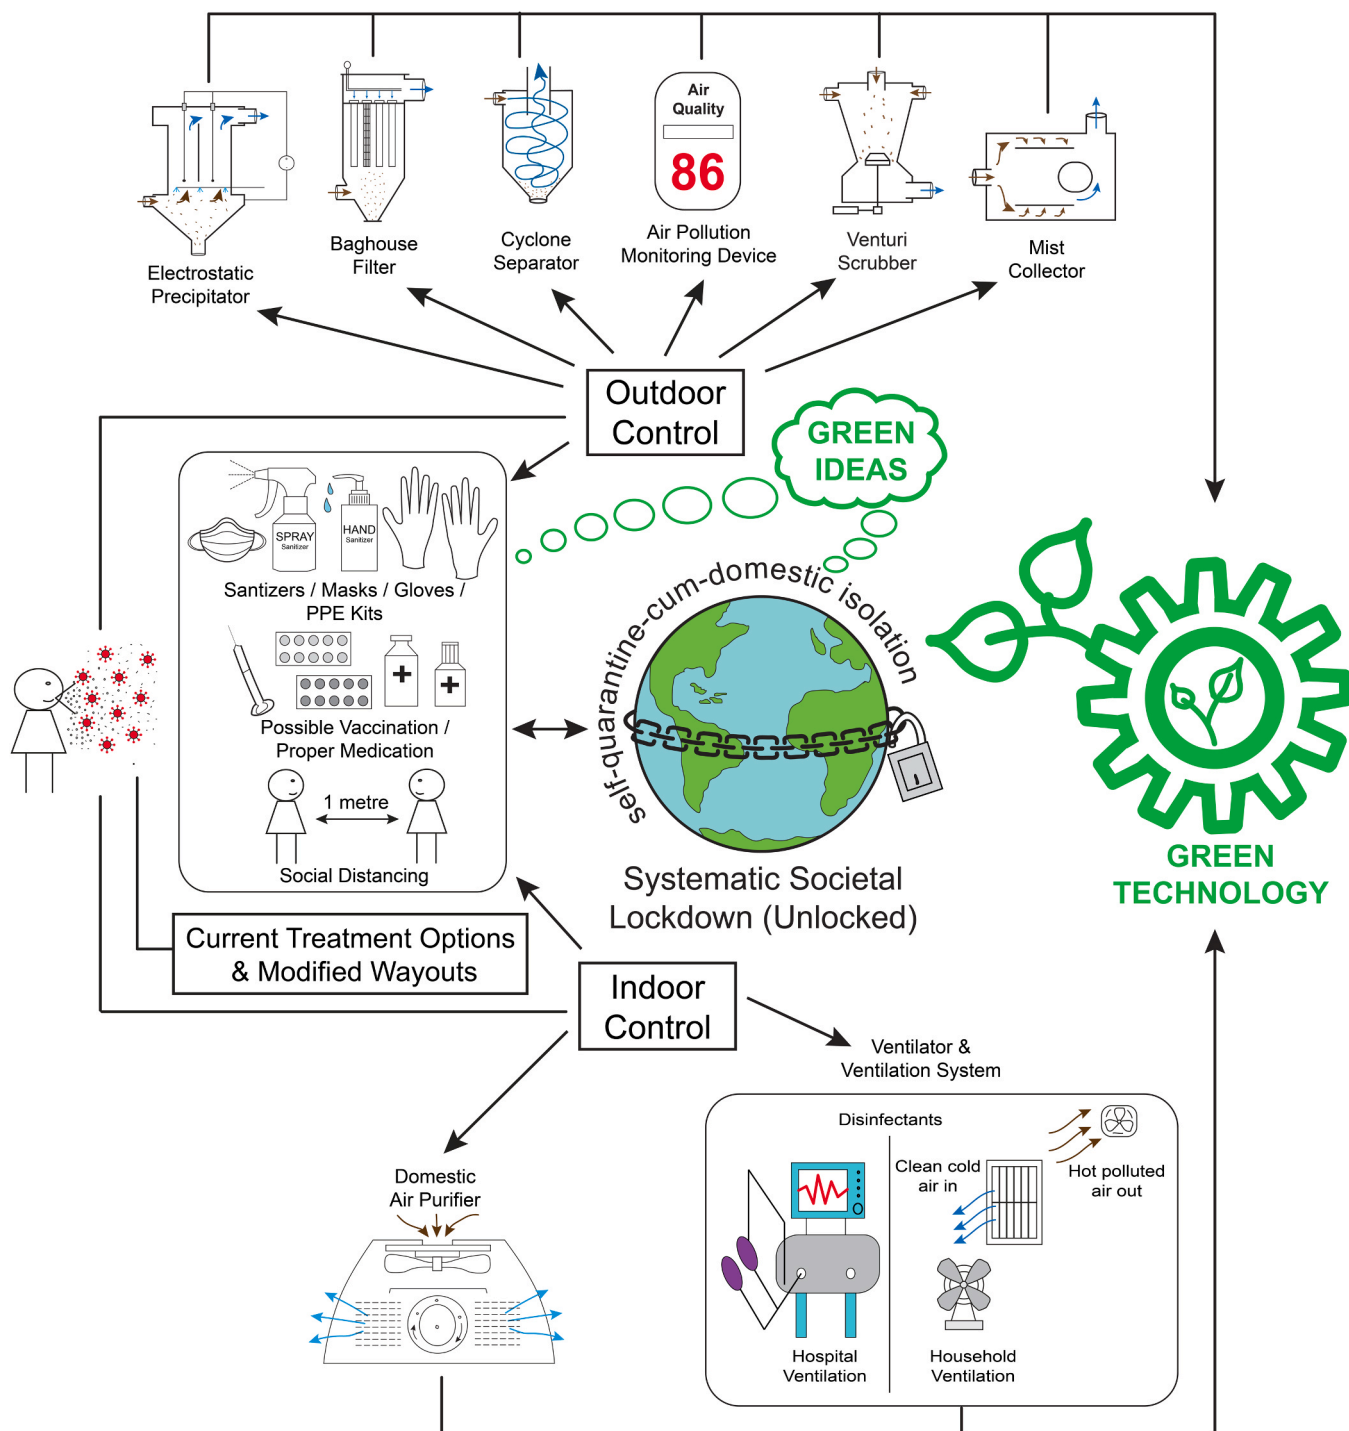 Air
Quality
86
Electrostatic
Precipitator
Baghouse
Filter
Cyclone
Separator
Air Pollution
Monitoring Device
Venturi
Scrubber
Mist
Collector
Outdoor
Control
GREEN
IDEAS
SPRAY
Sanitizer
HAND
Sanitizer
Santizers / Masks / Gloves /
PPE Kits
Possible Vaccination /
Proper Medication
1 metre
Social Distancing
self-quarantine-cum-domestic isolation
Systematic Societal
Lockdown (Unlocked)
GREEN
TECHNOLOGY
Current Treatment Options
& Modified Wayouts
Indoor
Control
Ventilator &
Ventilation System
Domestic
Air Purifier
Disinfectants
Clean cold
air in
Hot polluted
air out
Hospital
Ventilation
Household
Ventilation